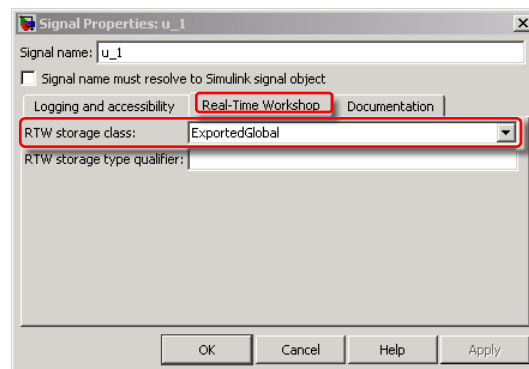 Signal Properties: u_1
Signal name: u_1
Signal name must resolve to Simulink signal object
Logging and accessibility Real-Time Workshop Documentation
RTW storage class: ExportedGlobal
RTW storage type qualifier:
OK Cancel Help Apply